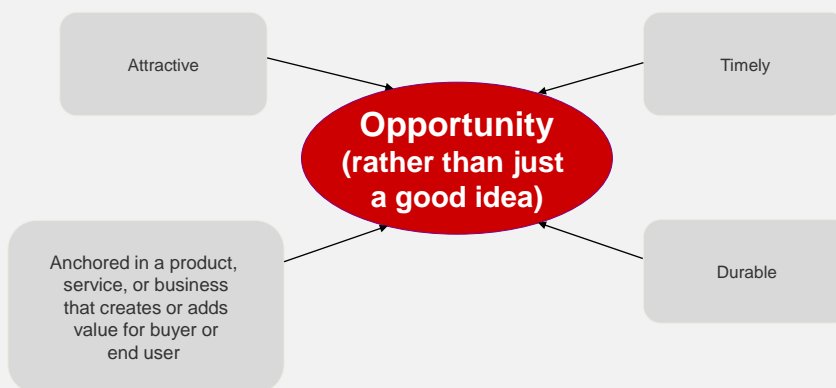 Attractive
Timely
Opportunity
(rather than just
a good idea)
Anchored in a product,
service, or business
that creates or adds
value for buyer or
end user
Durable